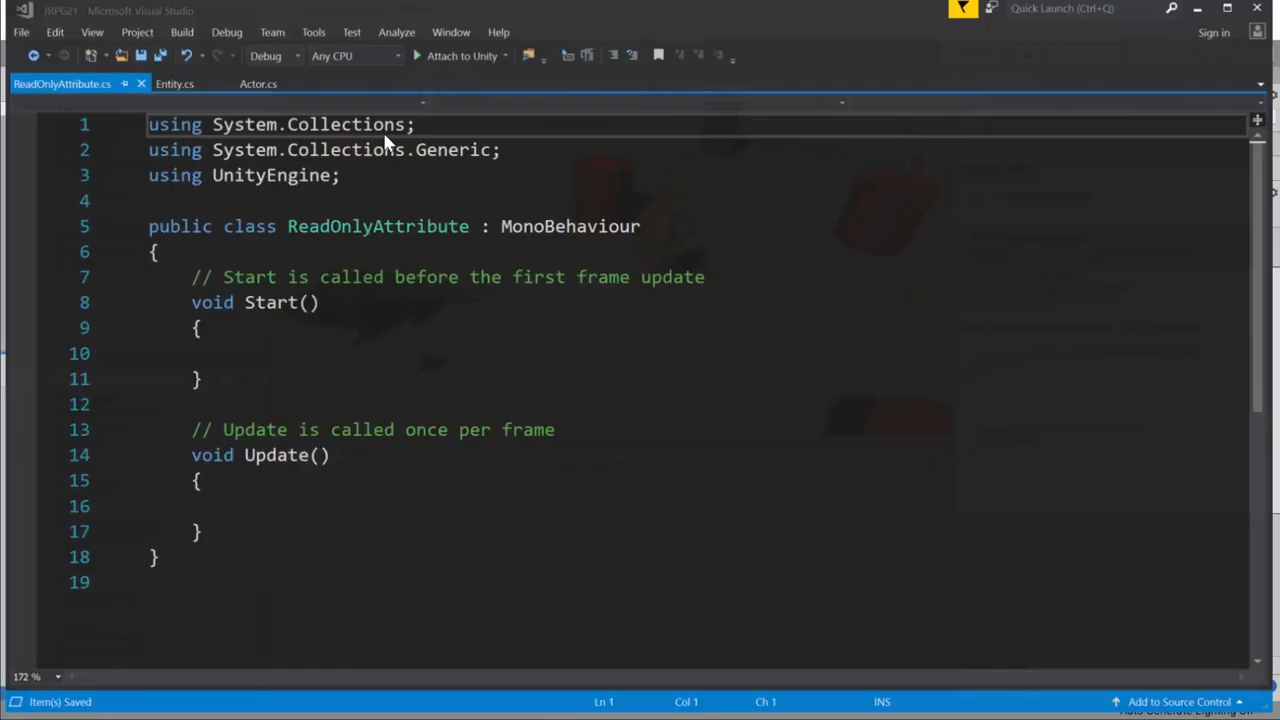 JRPG21 - Microsoft Visual Studio
Quick Launch (Ctrl+Q)
File Edit View Project Build Debug Team Tools Test Analyze Window Help
Sign in
Debug Any CPU Attach to Unity
ReadOnlyAttribute.cs Entity.cs Actor.cs
1 using System.Collections;
2 using System.Collections.Generic;
3 using UnityEngine;
4
5 public class ReadOnlyAttribute : MonoBehaviour
6 {
7 // Start is called before the first frame update
8 void Start()
9 {
10
11 }
12
13 // Update is called once per frame
14 void Update()
15 {
16
17 }
18 }
19
172 %
Item(s) Saved Ln 1 Col 1 Ch 1 INS Add to Source Control
Auto Generate Lighting Off